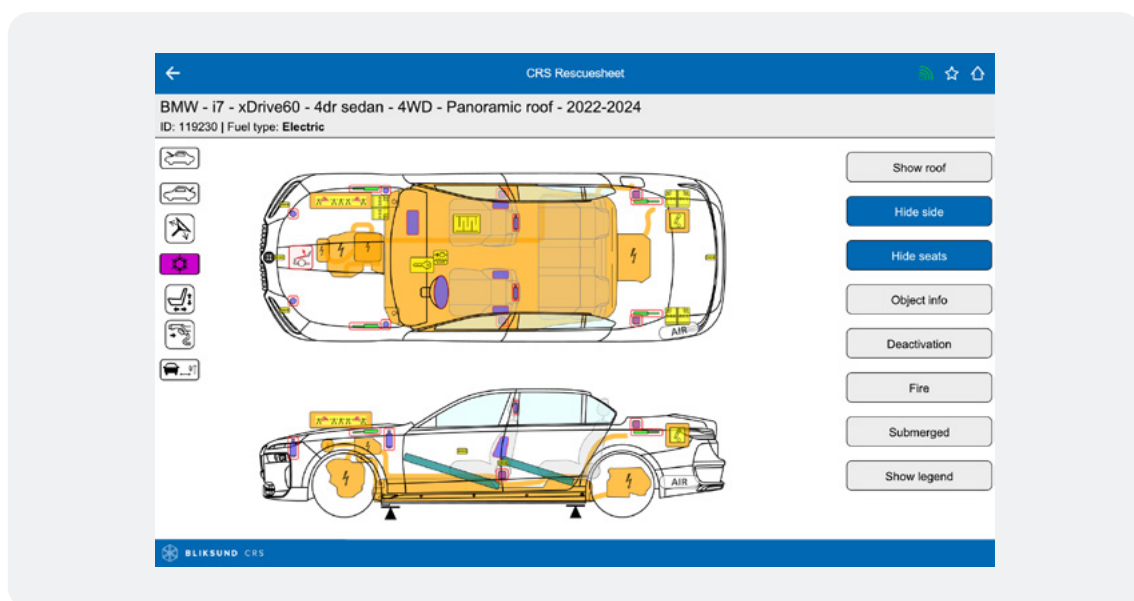 CRS Rescuesheet
BMW - i7 - xDrive60 - 4dr sedan - 4WD - Panoramic roof - 2022-2024
ID: 119230 | Fuel type: Electric
Show roof
Hide side
Hide seats
Object info
Deactivation
Fire
Submerged
Show legend
AIR
AIR
BLIKSUND CRS